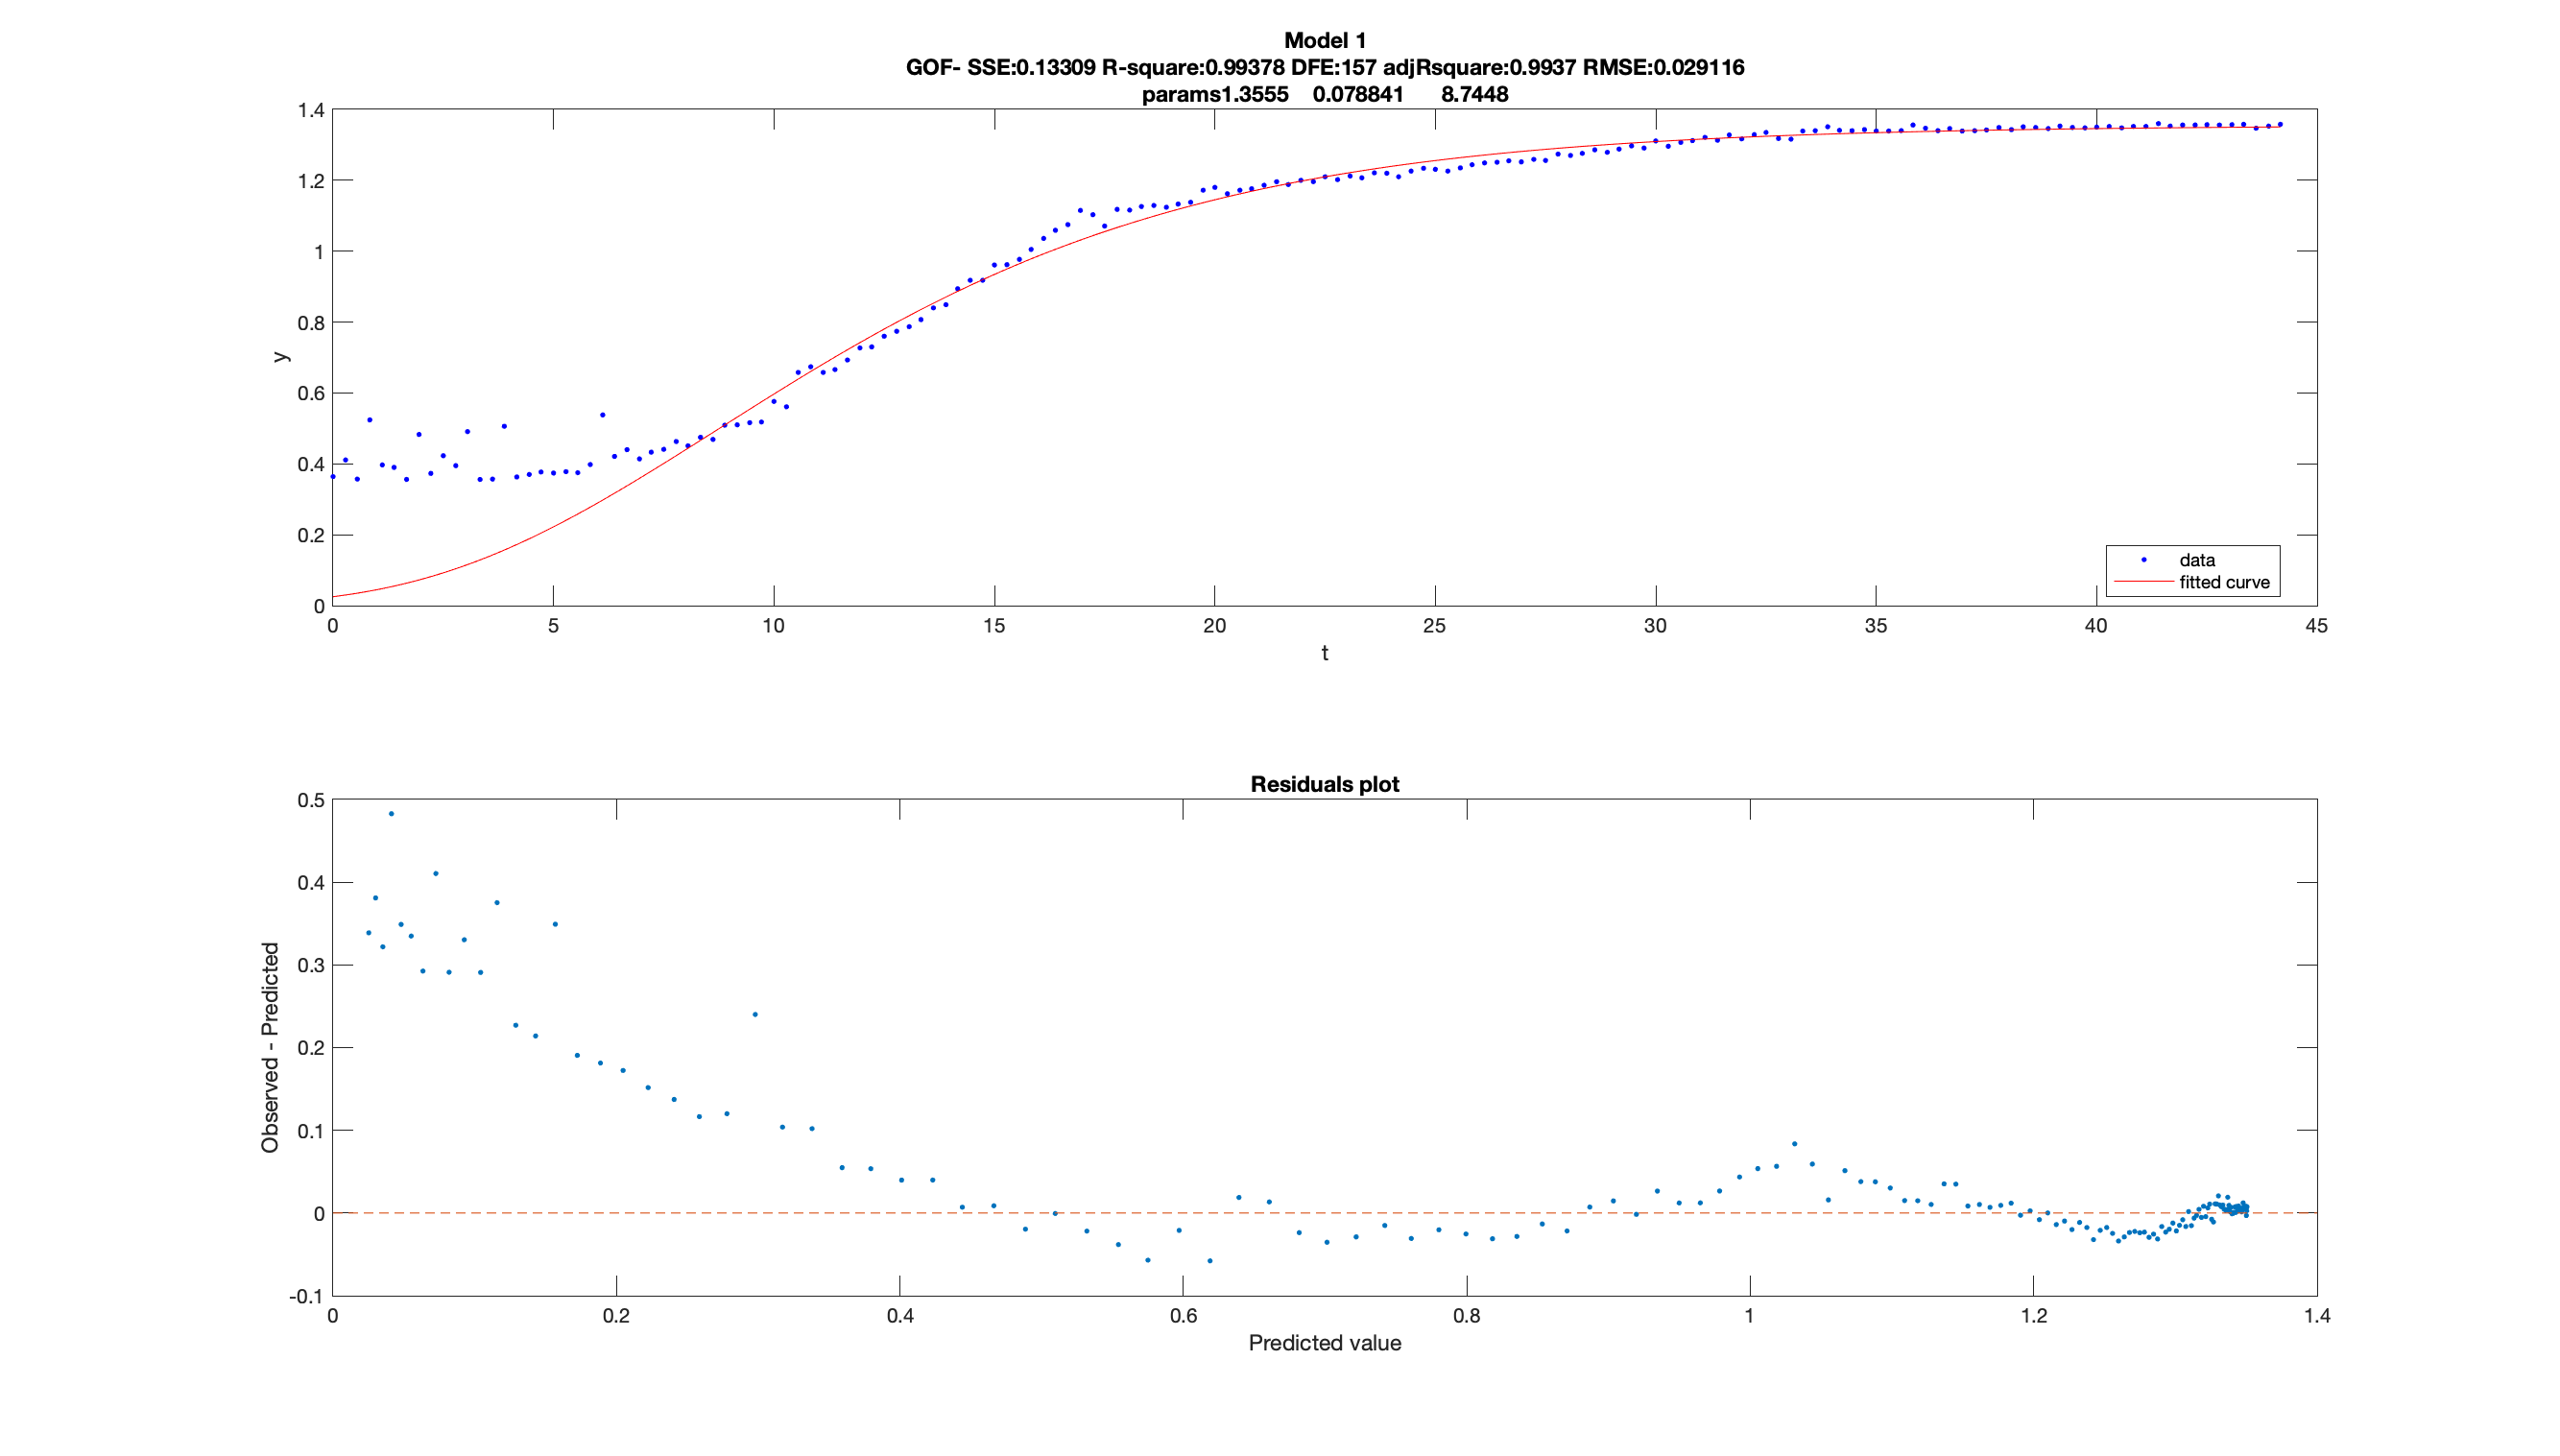 Model 1
GOF- SSE:0.13309 R-square:0.99378 DFE:157 adjRsquare:0.9937 RMSE:0.029116
params1.3555 0.078841 8.7448
1.4
1.2
1
0.8
0.6
0.4
0.2
0
y
data
fitted curve
0 5 10 15 20 25 30 35 40 45
t
Residuals plot
0.5
0.4
0.3
0.2
0.1
0
-0.1
Observed - Predicted
0 0.2 0.4 0.6 0.8 1 1.2 1.4
Predicted value